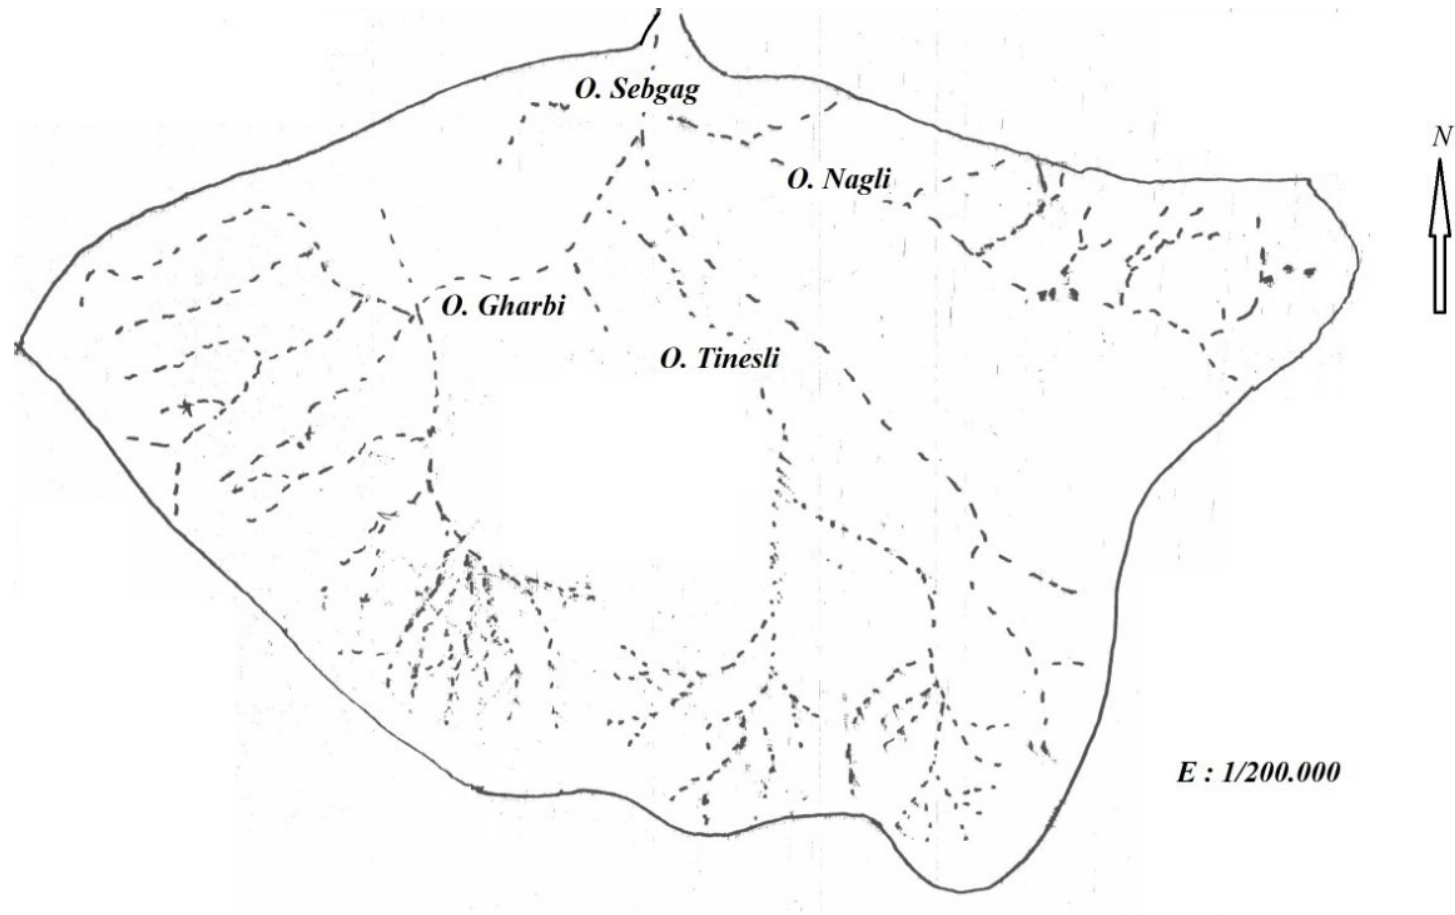 O. Sebgag
N
O. Nagli
O. Gharbi
O. Tinesli
E : 1/200.000